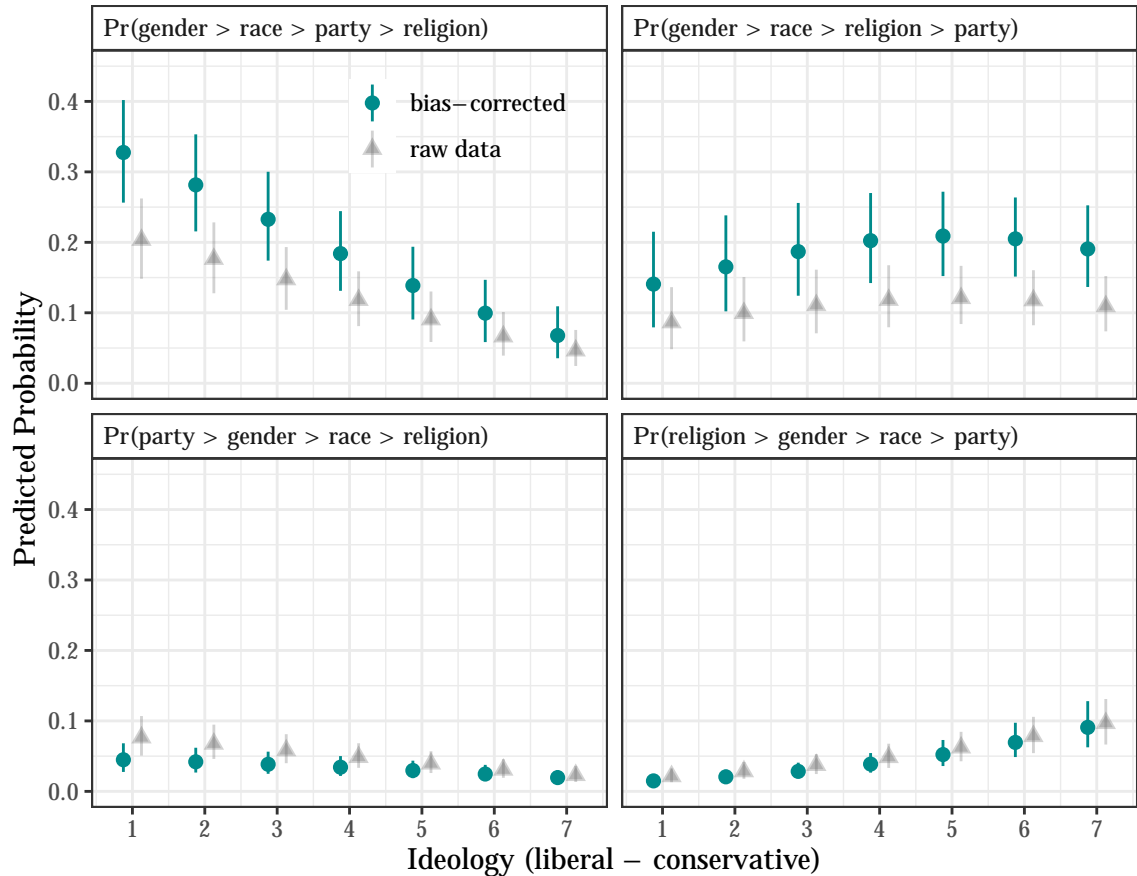 Pr(gender > race > party > religion)
Pr(gender > race > religion > party)
bias−corrected
raw data
0.4
0.3
0.2
0.1
0.0
Pr(party > gender > race > religion)
Pr(religion > gender > race > party)
0.4
0.3
0.2
0.1
0.0
Predicted Probability
1 2 3 4 5 6 7
1 2 3 4 5 6 7
Ideology (liberal − conservative)